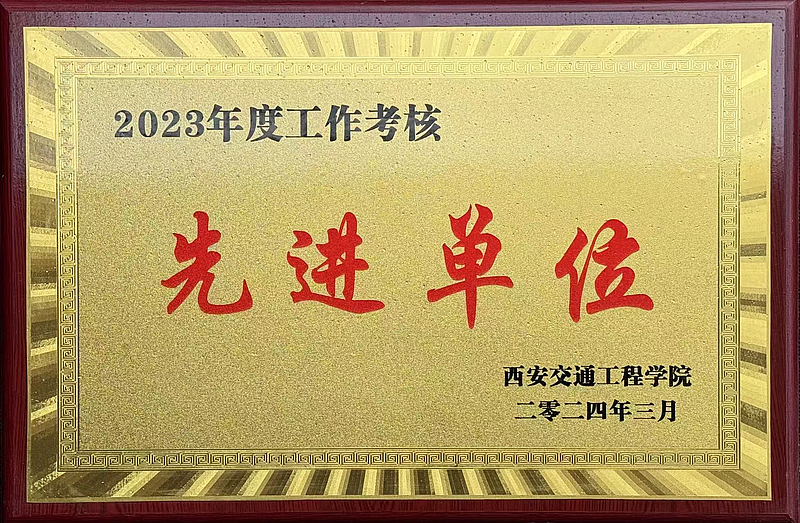 2023年度工作考核
先进单位
西安交通工程学院
二零二四年三月